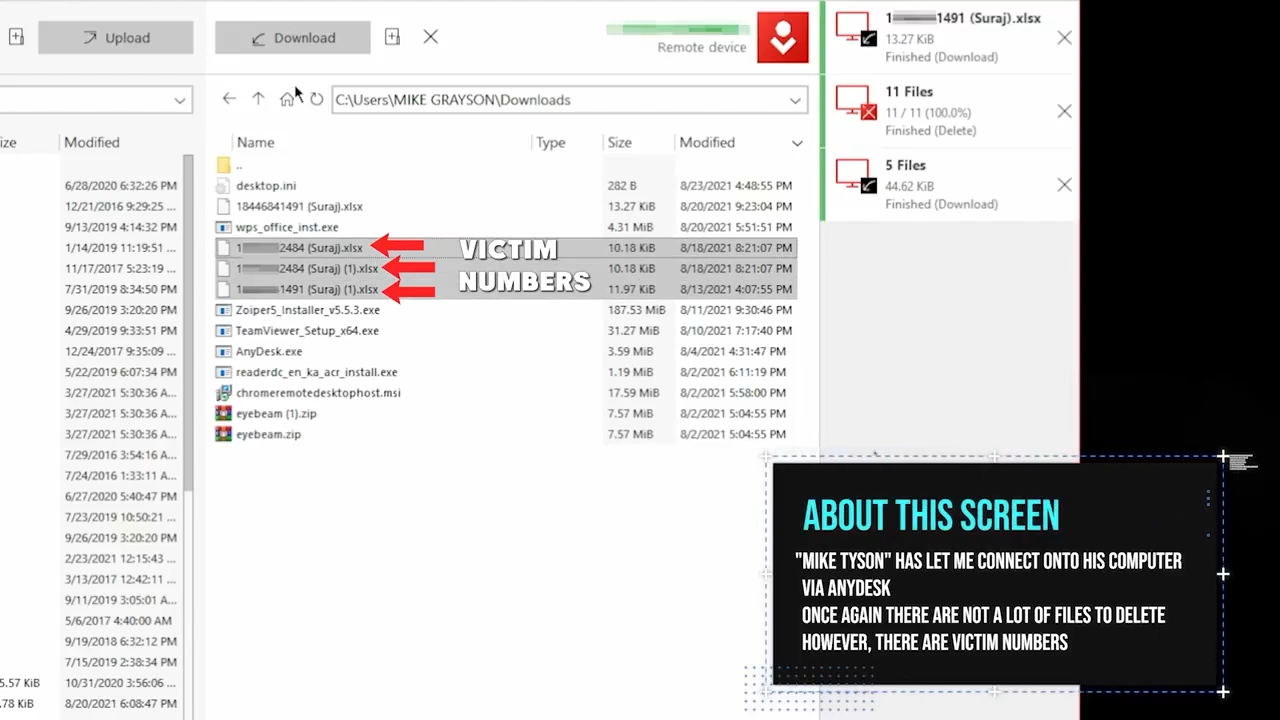 Upload
Download
Remote device
ize
Modified
C:\Users\MIKE GRAYSON\Downloads
Name
Type
Size
Modified
6/28/2020 6:32:26 PM
12/21/2016 9:29:25 ...
9/13/2019 4:14:32 PM
1/14/2019 11:19:51 ...
11/17/2017 5:23:19 ...
7/31/2019 8:34:50 PM
9/26/2019 3:20:20 PM
4/29/2019 9:33:51 PM
12/24/2017 9:35:09 ...
5/22/2019 6:07:34 PM
3/27/2021 5:30:36 A...
3/27/2021 5:30:36 A...
3/27/2021 5:30:36 A...
7/29/2016 3:54:16 A...
7/24/2016 1:33:11 A...
6/27/2020 5:40:47 PM
7/23/2019 10:50:21 ...
9/26/2019 3:20:20 PM
2/23/2021 12:15:43 ...
3/13/2017 12:42:11 ...
9/11/2019 3:05:01 A...
5/6/2017 4:40:00 AM
9/19/2018 6:32:12 PM
7/15/2019 2:38:34 PM
5.57 KiB
.78 KiB
..
desktop.ini 282 B 8/23/2021 4:48:55 PM
18446841491 (Suraj).xlsx 13.27 KiB 8/20/2021 9:23:04 PM
wps_office_inst.exe 4.31 MiB 8/20/2021 5:51:51 PM
1 2484 (Suraj).xlsx 10.18 KiB 8/18/2021 8:21:07 PM
1 2484 (Suraj) (1).xlsx 10.18 KiB 8/18/2021 8:21:07 PM
1 1491 (Suraj) (1).xlsx 11.97 KiB 8/13/2021 4:07:55 PM
Zoiper5_Installer_v5.5.3.exe 187.53 MiB 8/11/2021 9:30:46 PM
TeamViewer_Setup_x64.exe 31.27 MiB 8/10/2021 7:17:40 PM
AnyDesk.exe 3.59 MiB 8/4/2021 4:31:47 PM
readerdc_en_ka_acr_install.exe 1.19 MiB 8/2/2021 6:11:19 PM
chromeremotedesktophost.msi 17.59 MiB 8/2/2021 5:58:00 PM
eyebeam (1).zip 7.57 MiB 8/2/2021 5:04:55 PM
eyebeam.zip 7.57 MiB 8/2/2021 5:04:55 PM
VICTIM
NUMBERS
1 1491 (Suraj).xlsx
13.27 KiB
Finished (Download)
11 Files
11 / 11 (100.0%)
Finished (Delete)
5 Files
44.62 KiB
Finished (Download)
ABOUT THIS SCREEN
"MIKE TYSON" HAS LET ME CONNECT ONTO HIS COMPUTER
VIA ANYDESK
ONCE AGAIN THERE ARE NOT A LOT OF FILES TO DELETE
HOWEVER, THERE ARE VICTIM NUMBERS